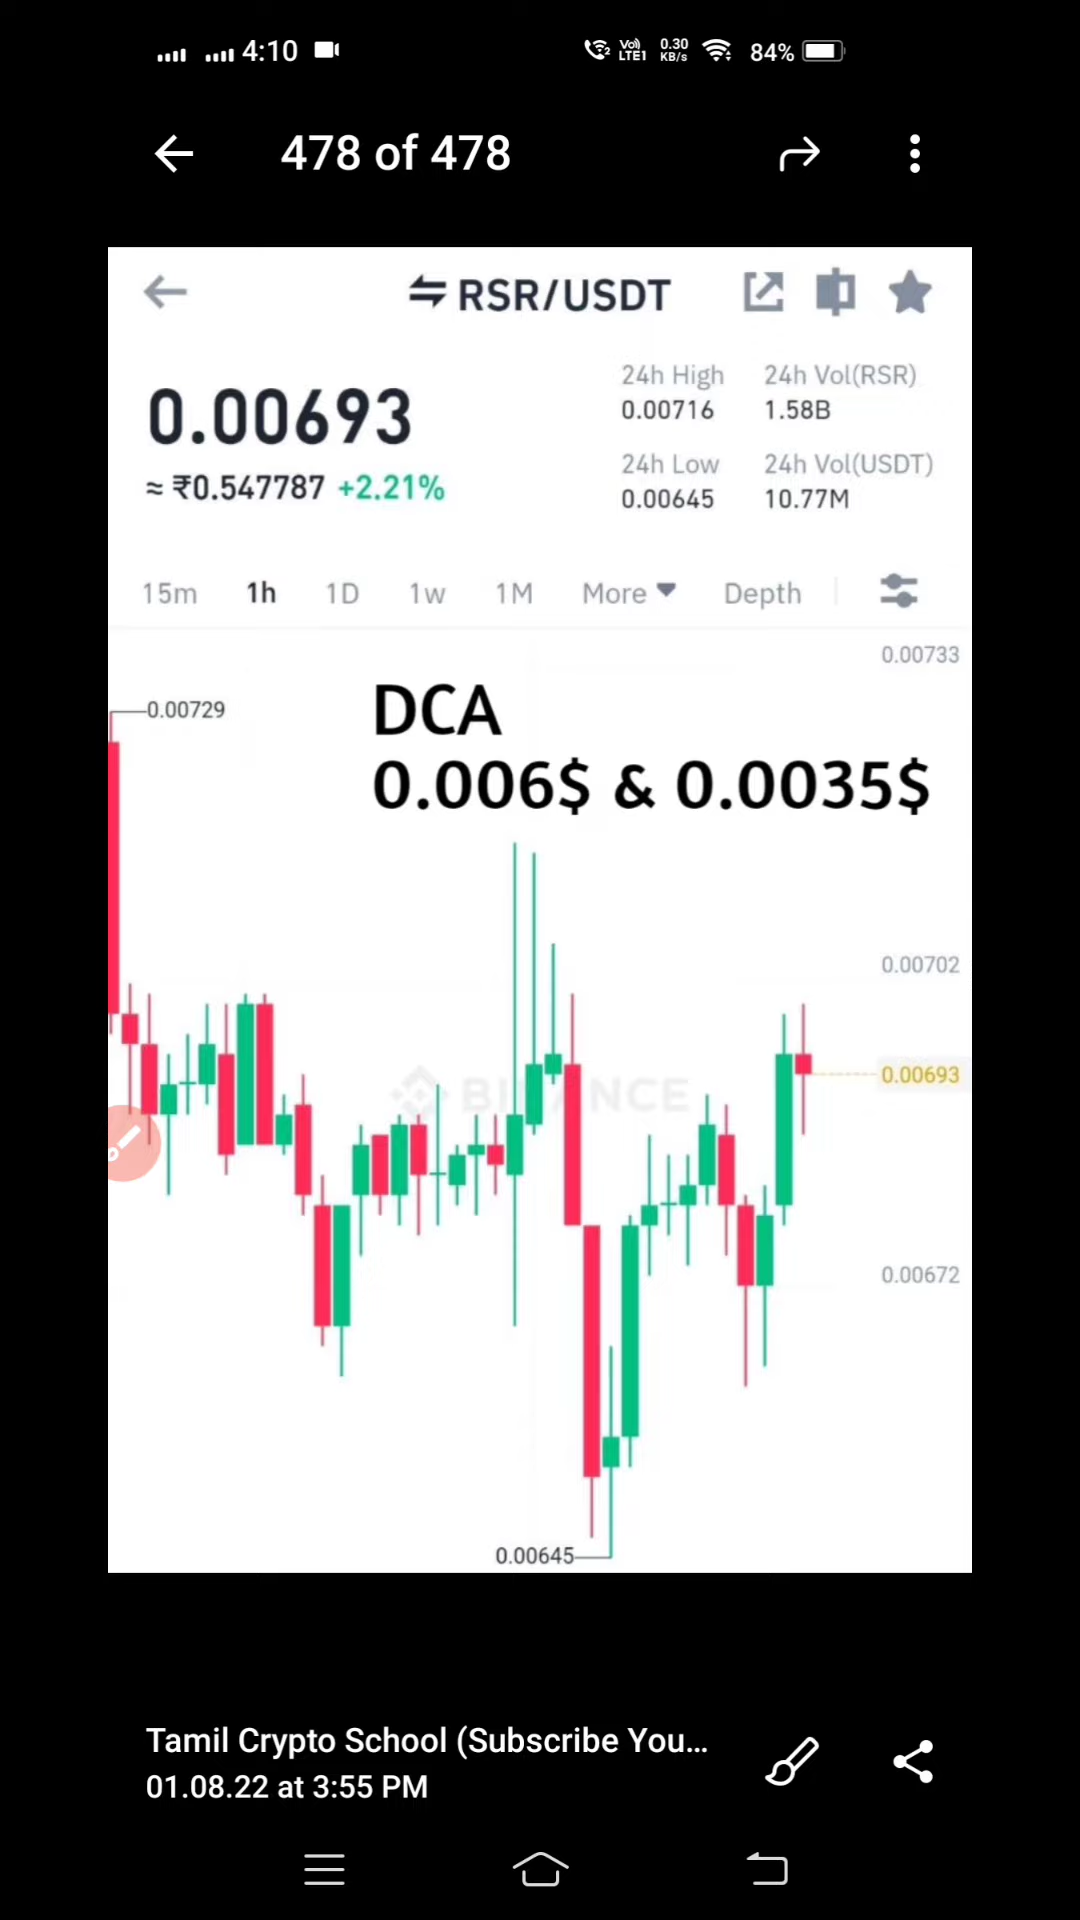 4:10 Vo) LTE1 0.30 KB/s 84%
478 of 478
RSR/USDT
0.00693
≈ ₹0.547787 +2.21%
24h High 24h Vol(RSR)
0.00716 1.58B
24h Low 24h Vol(USDT)
0.00645 10.77M
15m 1h 1D 1w 1M More Depth
0.00733
0.00729
DCA
0.006$ & 0.0035$
0.00702
0.00693
BINANCE
0.00672
0.00645
Tamil Crypto School (Subscribe You...
01.08.22 at 3:55 PM